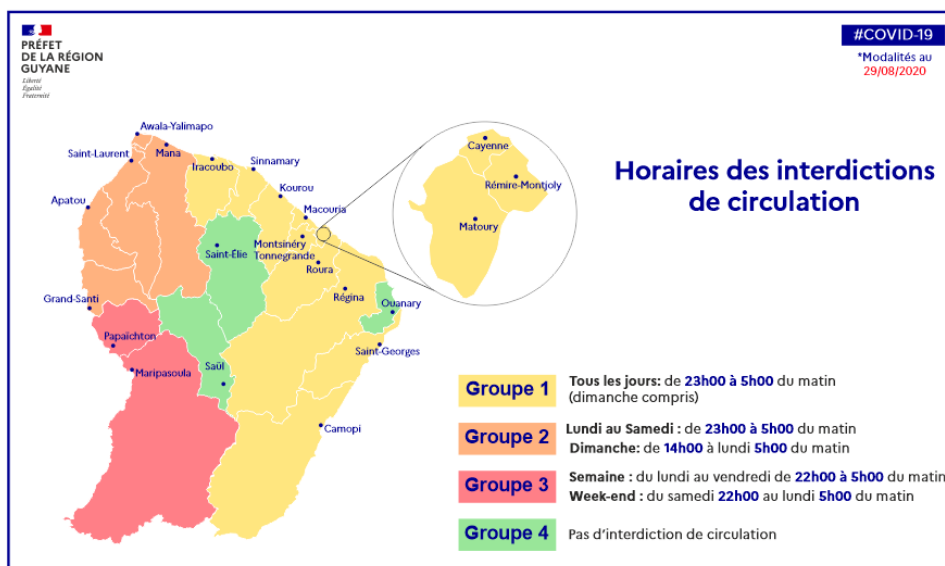 PRÉFET
DE LA RÉGION
GUYANE
Liberté
Égalité
Fraternité
#COVID-19
*Modalités au
29/08/2020
Horaires des interdictions
de circulation
Awala-Yalimapo
Mana
Saint-Laurent
Iracoubo
Sinnamary
Kourou
Apatou
Macouria
Montsinéry
Tonnegrande
Saint-Élie
Roura
Régina
Grand-Santi
Ouanary
Papaïchton
Saint-Georges
Maripasoula
Saül
Camopi
Cayenne
Rémire-Montjoly
Matoury
Groupe 1
Tous les jours: de 23h00 à 5h00 du matin
(dimanche compris)
Groupe 2
Lundi au Samedi : de 23h00 à 5h00 du matin
Dimanche: de 14h00 à lundi 5h00 du matin
Groupe 3
Semaine : du lundi au vendredi de 22h00 à 5h00 du matin
Week-end : du samedi 22h00 au lundi 5h00 du matin
Groupe 4
Pas d'interdiction de circulation